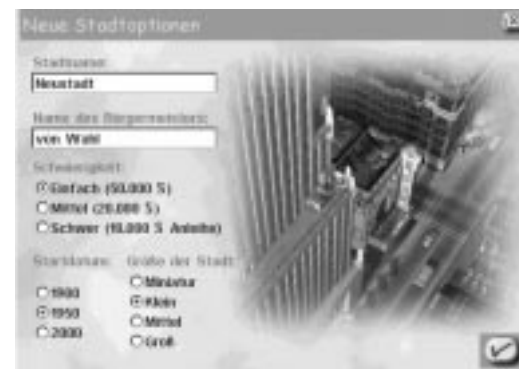 Neue Stadtoptionen
Stadtname:
Neustadt
Name des Bürgermeisters:
von Wahl
Schwierigkeit:
Einfach (50.000 $)
Mittel (20.000 $)
Schwer (10.000 $ Anleihe)
Startdatum:
1900
1950
2000
Größe der Stadt:
Miniatur
Klein
Mittel
Groß